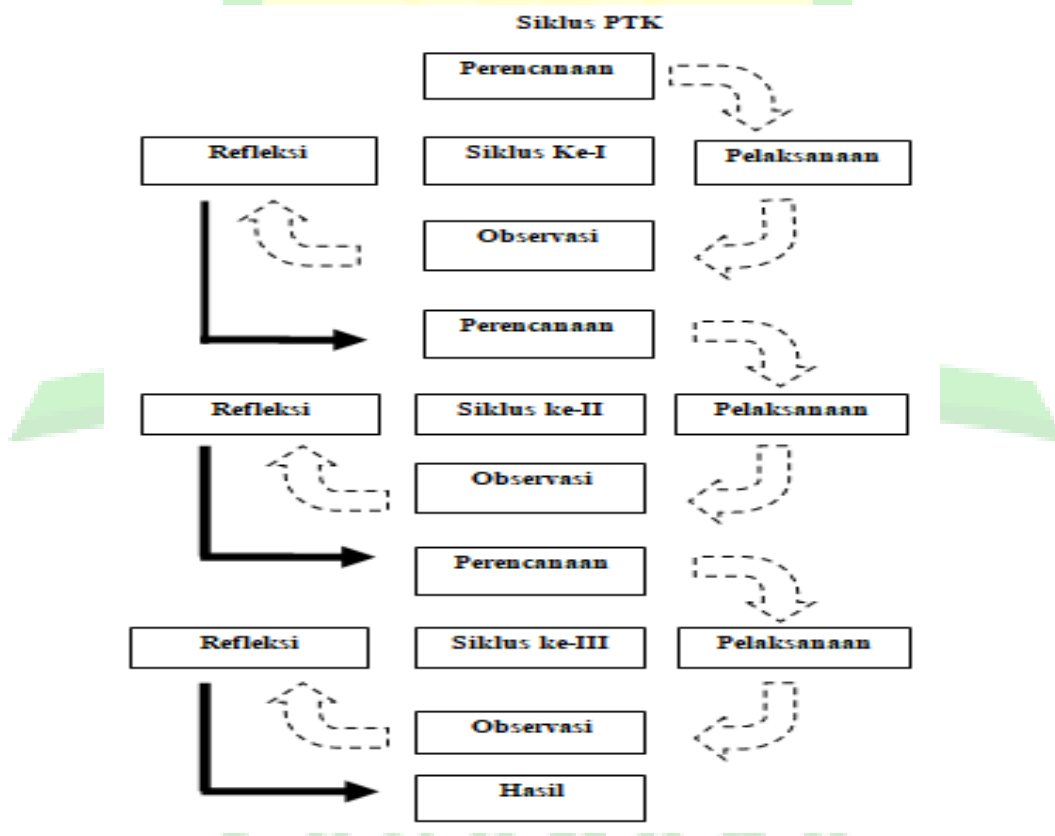 Siklus PTK
Perencanaan
Refleksi
Siklus Ke-I
Pelaksanaan
Observasi
Perencanaan
Refleksi
Siklus ke-II
Pelaksanaan
Observasi
Perencanaan
Refleksi
Siklus ke-III
Pelaksanaan
Observasi
Hasil